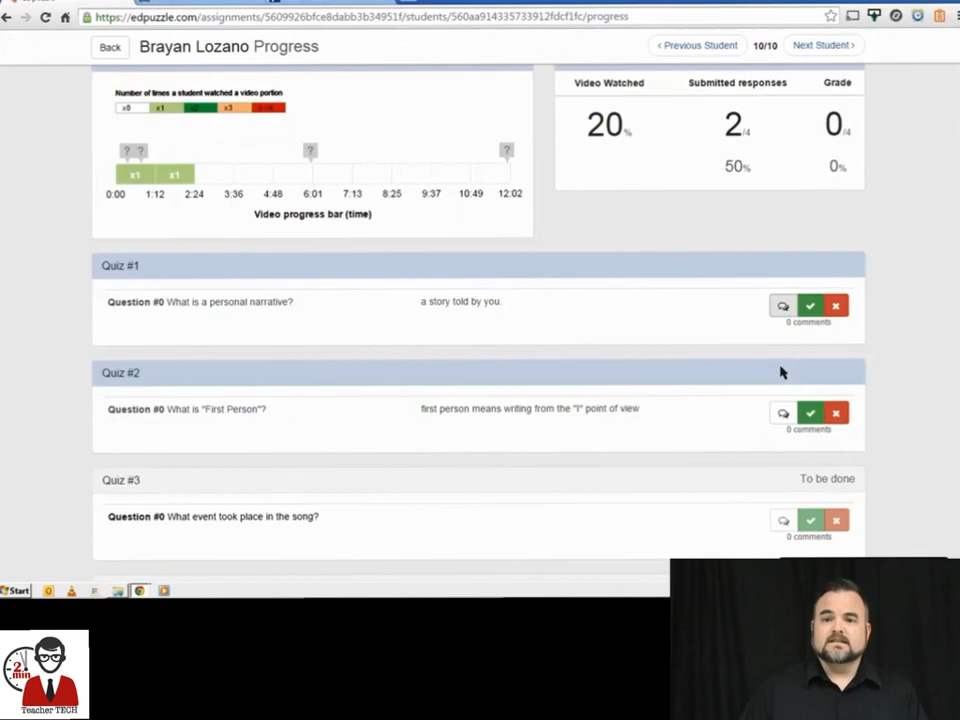 https://edpuzzle.com/assignments/5609926bfce8dabb3b34951f/students/560aa914335733912fdcf1fc/progress
Back
Brayan Lozano Progress
‹ Previous Student
10/10
Next Student ›
Number of times a student watched a video portion
x0 x1 x3
? ? ? ?
x1 x1
0:00 1:12 2:24 3:36 4:48 6:01 7:13 8:25 9:37 10:49 12:02
Video progress bar (time)
Video Watched Submitted responses Grade
20% 2/4 0/4
50% 0%
Quiz #1
Question #0 What is a personal narrative? a story told by you.
0 comments
Quiz #2
Question #0 What is "First Person"? first person means writing from the "I" point of view
0 comments
Quiz #3 To be done
Question #0 What event took place in the song?
0 comments
Start
2
min
Teacher TECH